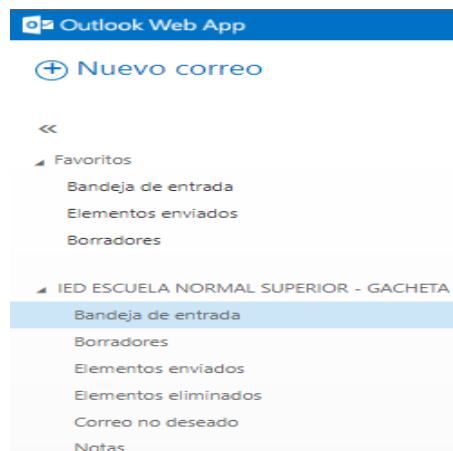 Outlook Web App
Nuevo correo
Favoritos
Bandeja de entrada
Elementos enviados
Borradores
IED ESCUELA NORMAL SUPERIOR - GACHETA
Bandeja de entrada
Borradores
Elementos enviados
Elementos eliminados
Correo no deseado
Notas